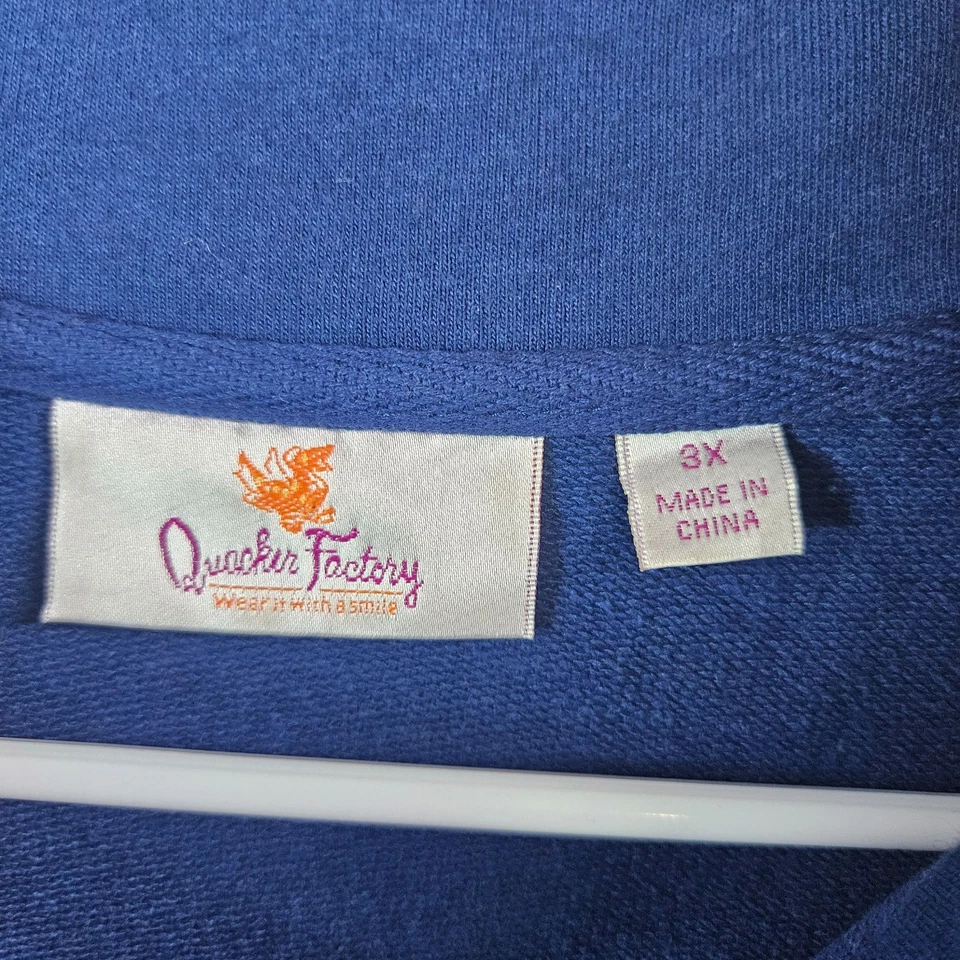 Quacker Factory
Wear it with a smile
3X
MADE IN
CHINA